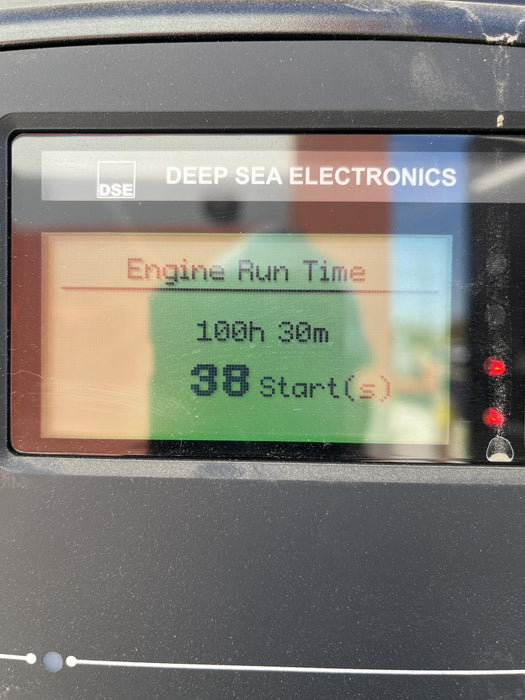 DSE DEEP SEA ELECTRONICS
Engine Run Time
100h 30m
38 Start(s)